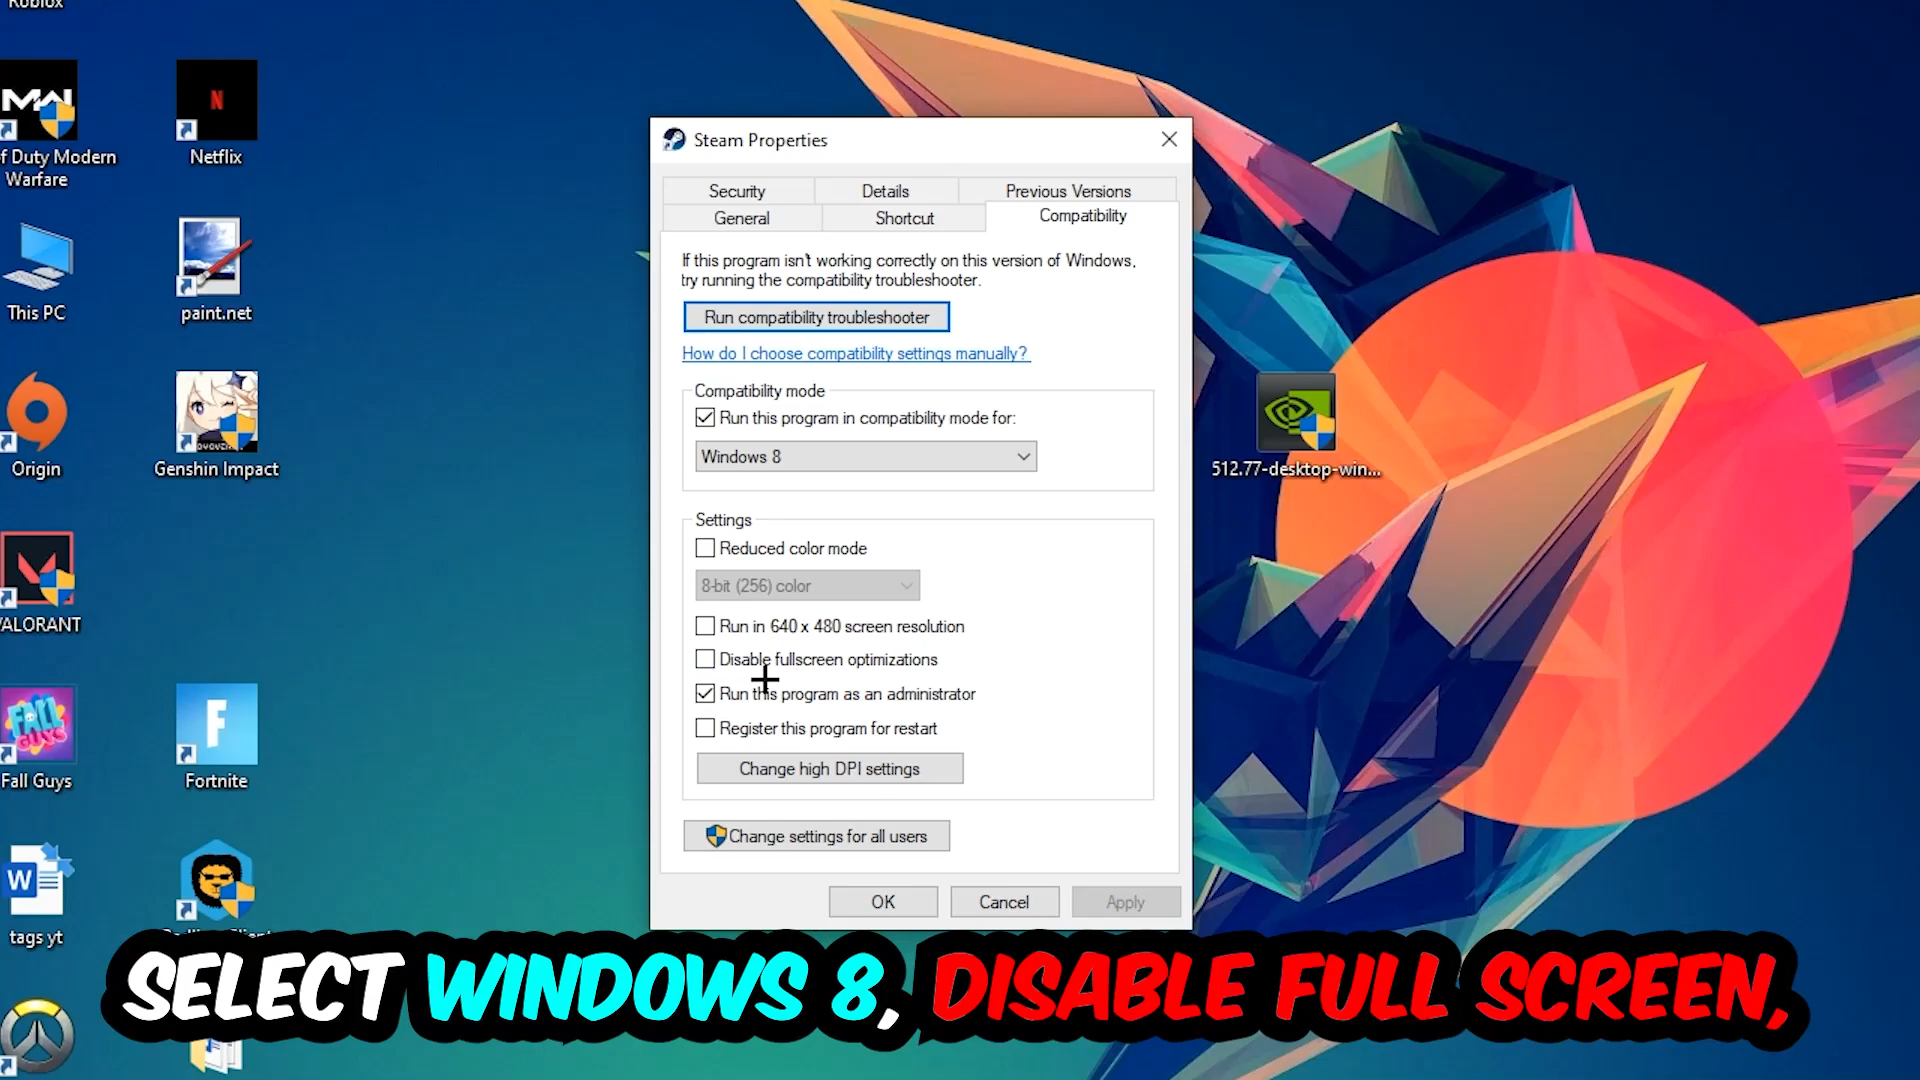 Roblox
MW
N
f Duty Modern
Warfare
Netflix
This PC
paint.net
Origin
Genshin Impact
VALORANT
FALL
GUYS
F
Fall Guys
Fortnite
W
tags yt
Steam Properties
Security
Details
Previous Versions
General
Shortcut
Compatibility
If this program isn't working correctly on this version of Windows,
try running the compatibility troubleshooter.
Run compatibility troubleshooter
How do I choose compatibility settings manually?
Compatibility mode
Run this program in compatibility mode for:
Windows 8
Settings
Reduced color mode
8-bit (256) color
Run in 640 x 480 screen resolution
Disable fullscreen optimizations
Run this program as an administrator
Register this program for restart
Change high DPI settings
Change settings for all users
OK
Cancel
Apply
512.77-desktop-win...
SELECT WINDOWS 8, DISABLE FULL SCREEN,